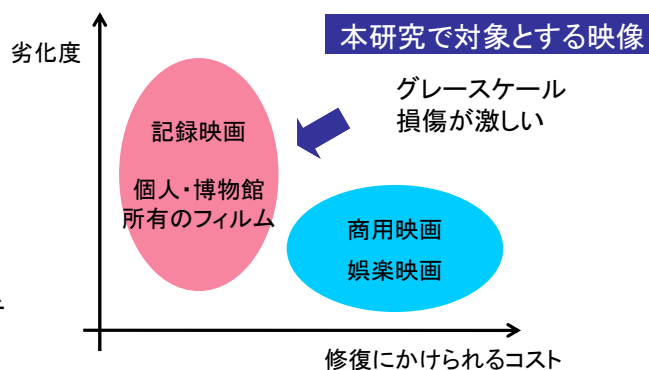 本研究で対象とする映像
劣化度
グレースケール
損傷が激しい
記録映画
個人・博物館
所有のフィルム
商用映画
娯楽映画
修復にかけられるコスト